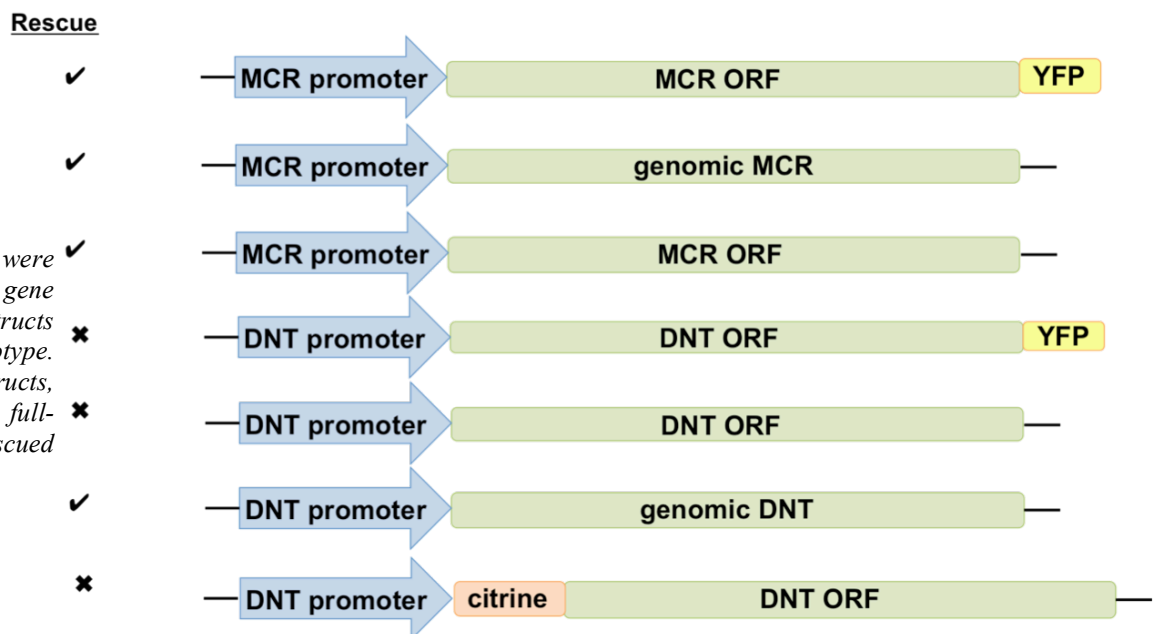 Rescue
✔ MCR promoter MCR ORF YFP
✔ MCR promoter genomic MCR
✔ MCR promoter MCR ORF
were
gene
✖ DNT promoter DNT ORF YFP
tructs
otype.
ructs,
✖ DNT promoter DNT ORF
full-
scued
✔ DNT promoter genomic DNT
✖ DNT promoter citrine DNT ORF